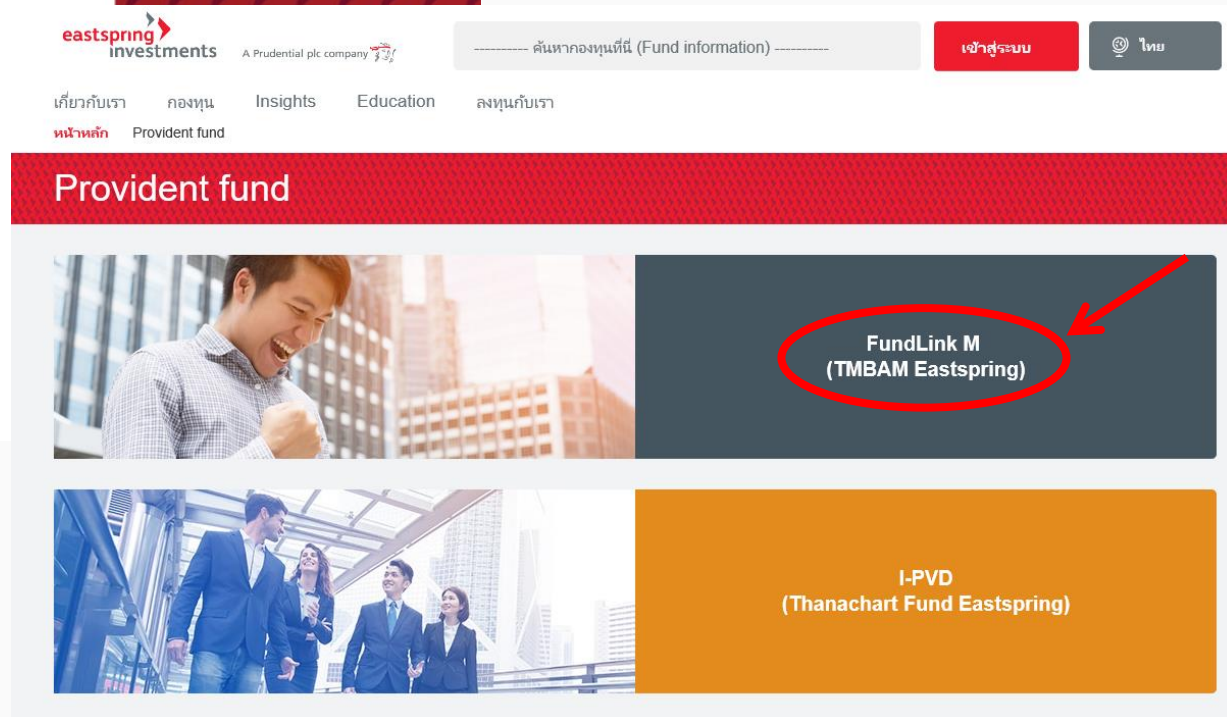 eastspring
investments
A Prudential plc company
---------- ค้นหากองทุนที่นี่ (Fund information) ----------
เข้าสู่ระบบ
ไทย
เกี่ยวกับเรา กองทุน Insights Education ลงทุนกับเรา
หน้าหลัก Provident fund
Provident fund
FundLink M
(TMBAM Eastspring)
I-PVD
(Thanachart Fund Eastspring)